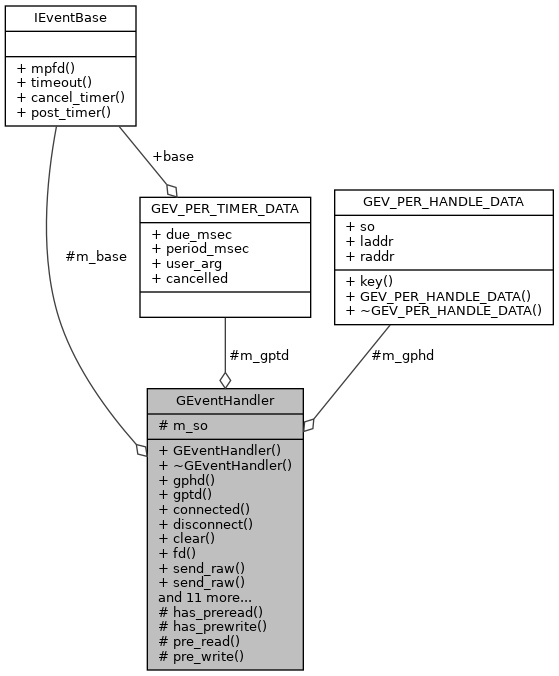 IEventBase
+ mpfd()
+ timeout()
+ cancel_timer()
+ post_timer()
+base
GEV_PER_TIMER_DATA
+ due_msec
+ period_msec
+ user_arg
+ cancelled
GEV_PER_HANDLE_DATA
+ so
+ laddr
+ raddr
+ key()
+ GEV_PER_HANDLE_DATA()
+ ~GEV_PER_HANDLE_DATA()
#m_base
#m_gptd
#m_gphd
GEventHandler
# m_so
+ GEventHandler()
+ ~GEventHandler()
+ gphd()
+ gptd()
+ connected()
+ disconnect()
+ clear()
+ fd()
+ send_raw()
+ send_raw()
and 11 more...
# has_preread()
# has_prewrite()
# pre_read()
# pre_write()